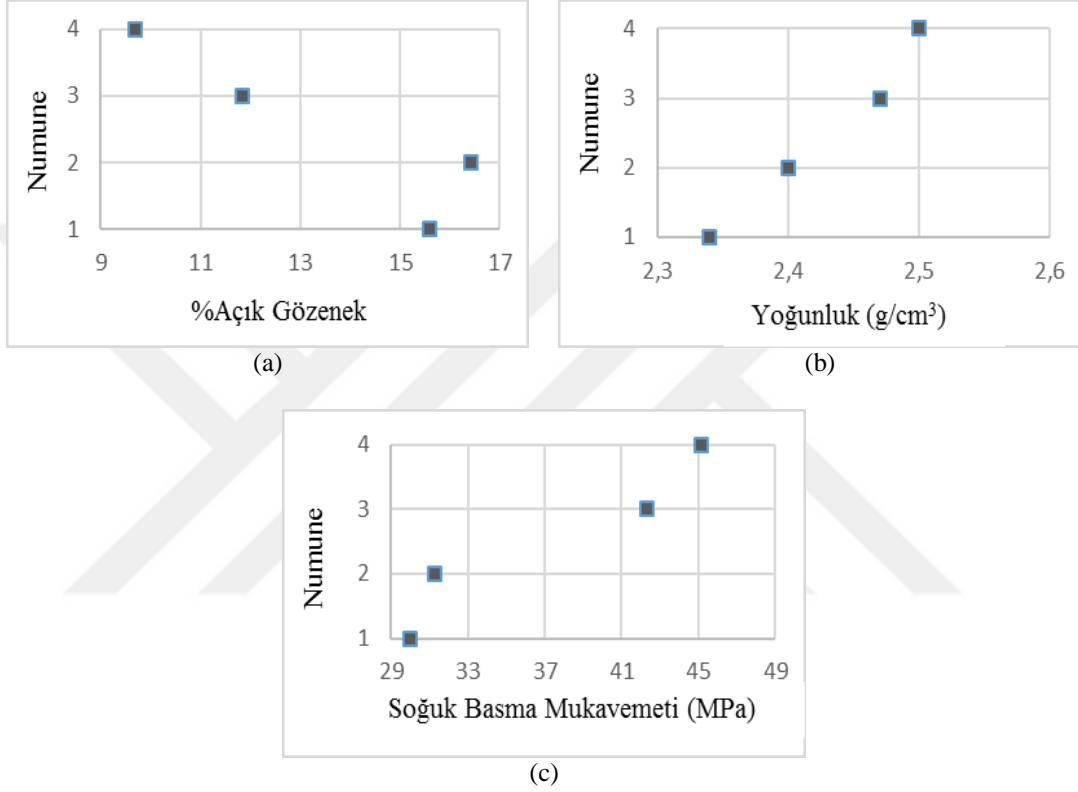 4
3
2
1
Numune
9 11 13 15 17
%Açık Gözenek
(a)
4
3
2
1
Numune
2,3 2,4 2,5 2,6
Yoğunluk (g/cm³)
(b)
4
3
2
1
Numune
29 33 37 41 45 49
Soğuk Basma Mukavemeti (MPa)
(c)